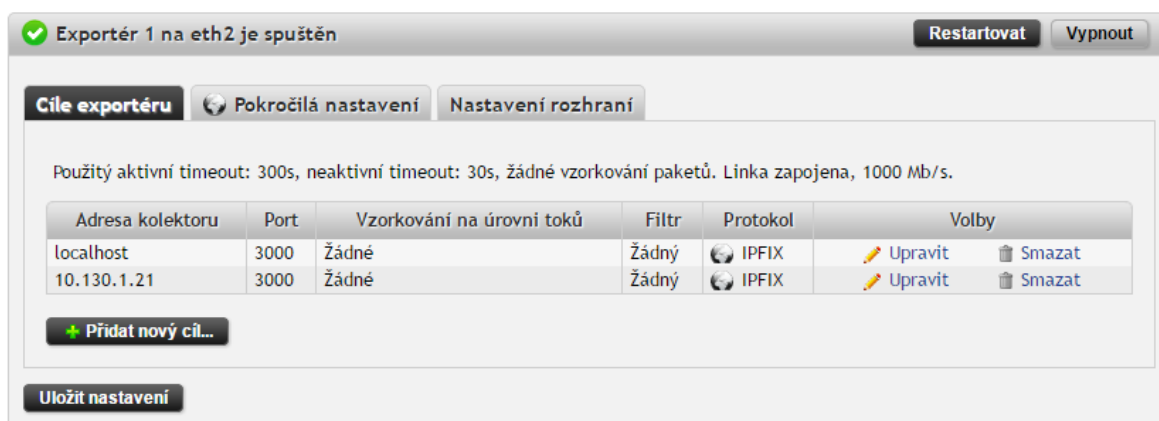 Exportér 1 na eth2 je spuštěn Restartovat Vypnout
Cíle exportéru Pokročilá nastavení Nastavení rozhraní
Použitý aktivní timeout: 300s, neaktivní timeout: 30s, žádné vzorkování paketů. Linka zapojena, 1000 Mb/s.
Adresa kolektoru Port Vzorkování na úrovni toků Filtr Protokol Volby
localhost 3000 Žádné Žádný IPFIX Upravit Smazat
10.130.1.21 3000 Žádné Žádný IPFIX Upravit Smazat
Přidat nový cíl...
Uložit nastavení